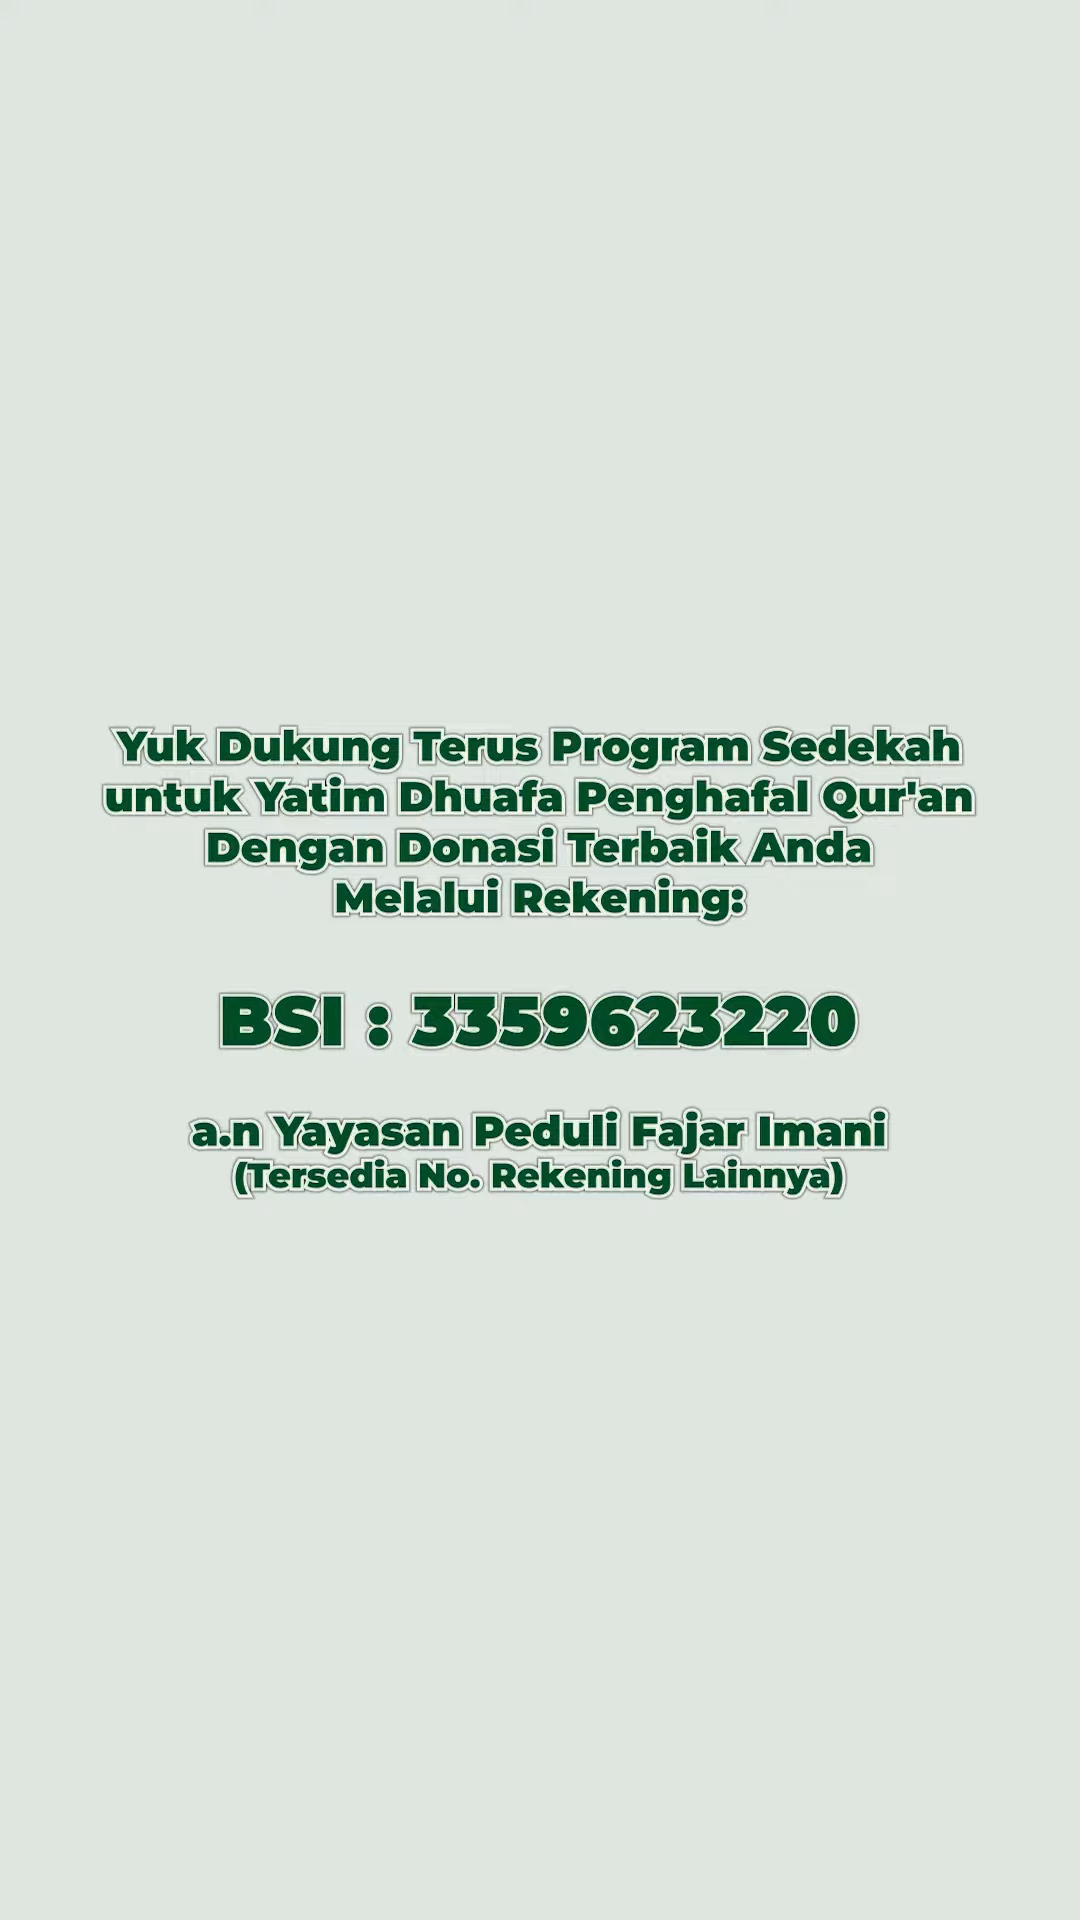 Yuk Dukung Terus Program Sedekah
untuk Yatim Dhuafa Penghafal Qur'an
Dengan Donasi Terbaik Anda
Melalui Rekening:
BSI : 3359623220
a.n Yayasan Peduli Fajar Imani
(Tersedia No. Rekening Lainnya)